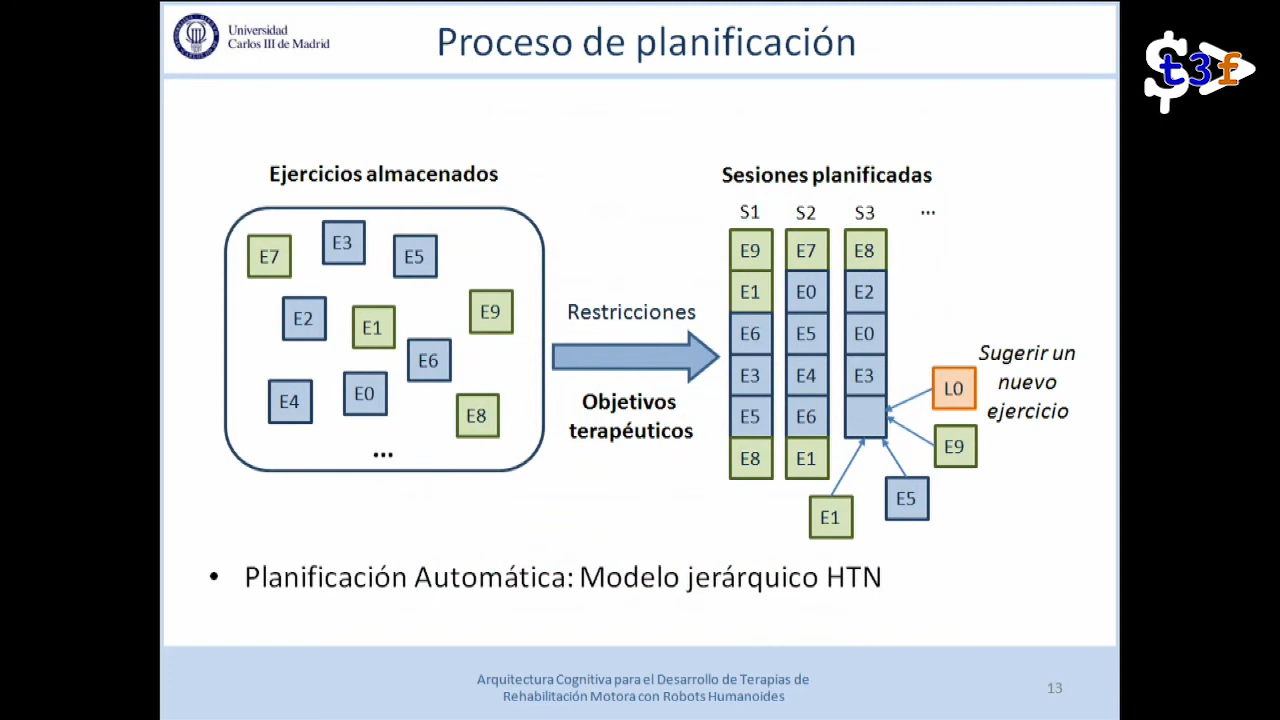 Universidad
Carlos III de Madrid
Proceso de planificación
$t3f
Ejercicios almacenados
E7
E3
E5
E2
E1
E9
E6
E4
E0
E8
...
Restricciones
Objetivos
terapéuticos
Sesiones planificadas
S1 S2 S3 ...
E9 E7 E8
E1 E0 E2
E6 E5 E0
E3 E4 E3
E5 E6
E8 E1
Sugerir un
nuevo
ejercicio
L0
E9
E5
E1
• Planificación Automática: Modelo jerárquico HTN
Arquitectura Cognitiva para el Desarrollo de Terapias de
Rehabilitación Motora con Robots Humanoides
13